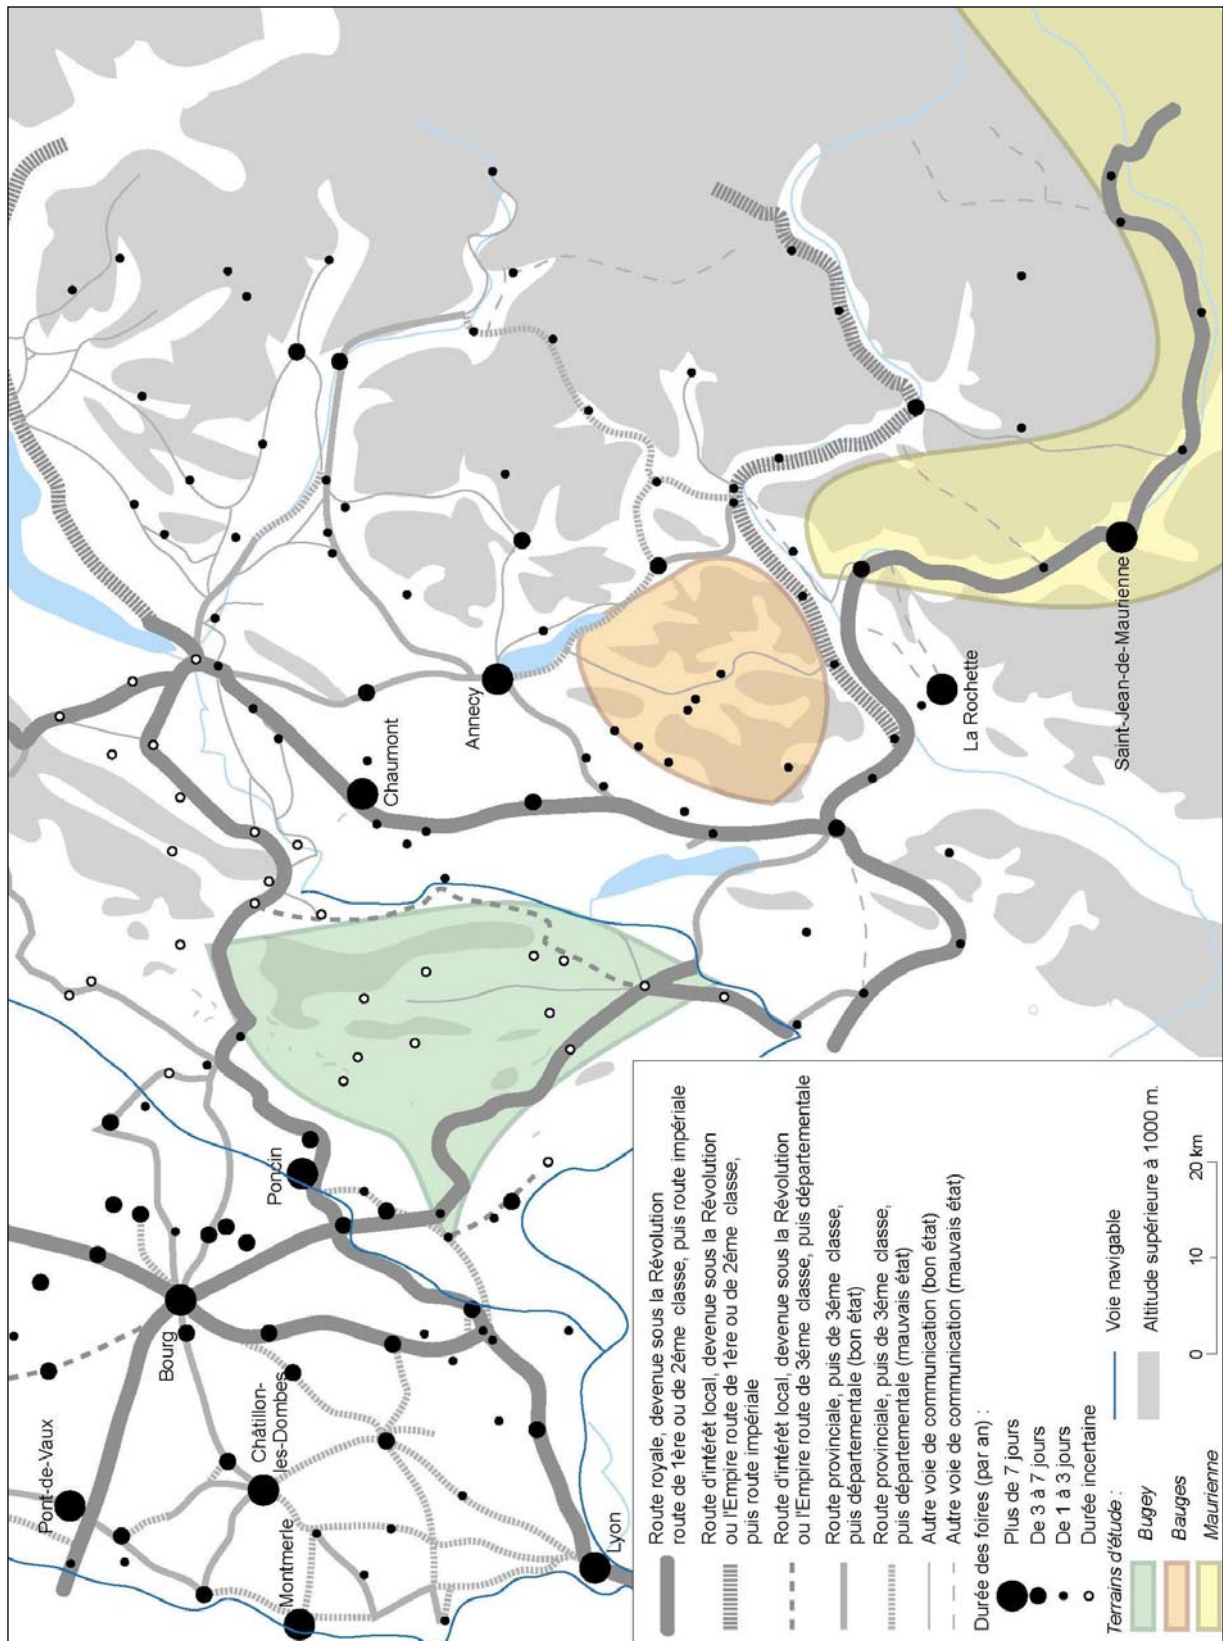 Pont-de-Vaux
Bourg
Châtillon-
les-Dombes
Montmerle
Lyon
Poncin
Chaumont
Annecy
La Rochette
Saint-Jean-de-Maurienne
Route royale, devenue sous la Révolution
route de 1ère ou de 2ème classe, puis route impériale
Route d'intérêt local, devenue sous la Révolution
ou l'Empire route de 1ère ou de 2éme classe,
puis route impériale
Route d'intérêt local, devenue sous la Révolution
ou l'Empire route de 3éme classe, puis départementale
Route provinciale, puis de 3éme classe,
puis départementale (bon état)
Route provinciale, puis de 3éme classe,
puis départementale (mauvais état)
Autre voie de communication (bon état)
Autre voie de communication (mauvais état)
Durée des foires (par an) :
Plus de 7 jours
De 3 à 7 jours
De 1 à 3 jours
Durée incertaine
Terrains d'étude :
Bugey
Bauges
Maurienne
Voie navigable
Altitude supérieure à 1000 m.
0 10 20 km